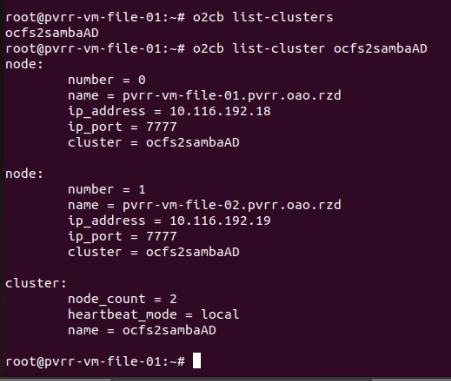 root@pvrr-vm-file-01:~# o2cb list-clusters
ocfs2sambaAD
root@pvrr-vm-file-01:~# o2cb list-cluster ocfs2sambaAD
node:
        number = 0
        name = pvrr-vm-file-01.pvrr.oao.rzd
        ip_address = 10.116.192.18
        ip_port = 7777
        cluster = ocfs2sambaAD

node:
        number = 1
        name = pvrr-vm-file-02.pvrr.oao.rzd
        ip_address = 10.116.192.19
        ip_port = 7777
        cluster = ocfs2sambaAD

cluster:
        node_count = 2
        heartbeat_mode = local
        name = ocfs2sambaAD

root@pvrr-vm-file-01:~#